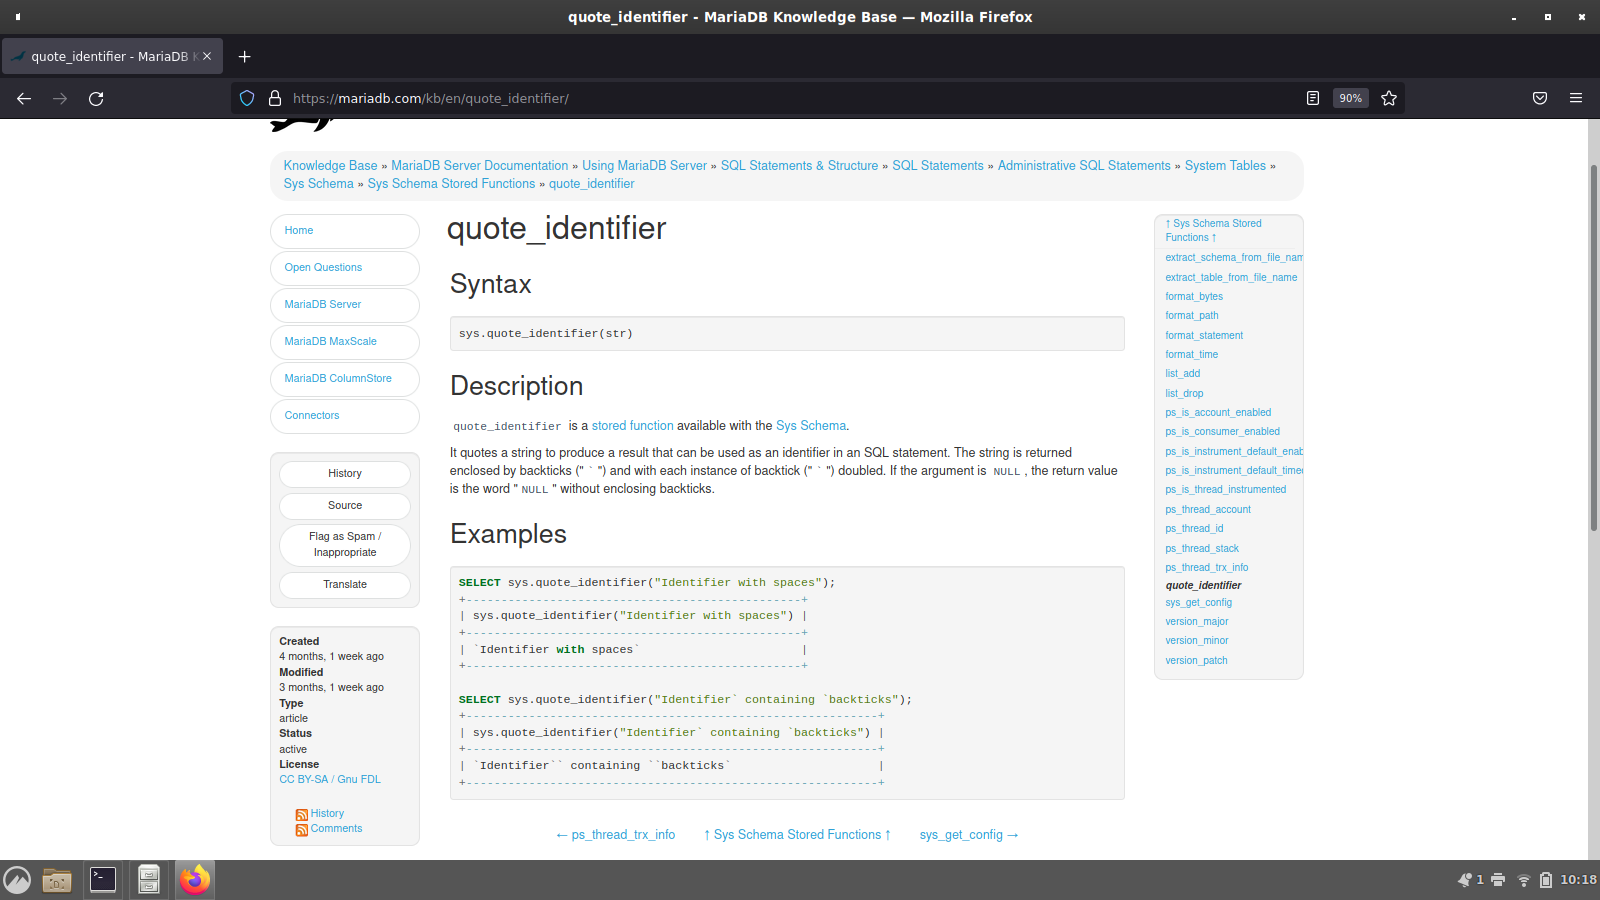 quote_identifier - MariaDB Knowledge Base — Mozilla Firefox
quote_identifier - MariaDB K
https://mariadb.com/kb/en/quote_identifier/
90%
Knowledge Base » MariaDB Server Documentation » Using MariaDB Server » SQL Statements & Structure » SQL Statements » Administrative SQL Statements » System Tables »
Sys Schema » Sys Schema Stored Functions » quote_identifier
Home
Open Questions
MariaDB Server
MariaDB MaxScale
MariaDB ColumnStore
Connectors
History
Source
Flag as Spam /
Inappropriate
Translate
Created
4 months, 1 week ago
Modified
3 months, 1 week ago
Type
article
Status
active
License
CC BY-SA / Gnu FDL
History
Comments
quote_identifier
Syntax
sys.quote_identifier(str)
Description
quote_identifier is a stored function available with the Sys Schema.
It quotes a string to produce a result that can be used as an identifier in an SQL statement. The string is returned
enclosed by backticks (" ` ") and with each instance of backtick (" ` ") doubled. If the argument is NULL , the return value
is the word " NULL " without enclosing backticks.
Examples
SELECT sys.quote_identifier("Identifier with spaces");
+------------------------------------------------+
| sys.quote_identifier("Identifier with spaces") |
+------------------------------------------------+
| `Identifier with spaces`                       |
+------------------------------------------------+
SELECT sys.quote_identifier("Identifier` containing `backticks");
+-----------------------------------------------------------+
| sys.quote_identifier("Identifier` containing `backticks") |
+-----------------------------------------------------------+
| `Identifier`` containing ``backticks`                     |
+-----------------------------------------------------------+
← ps_thread_trx_info ↑ Sys Schema Stored Functions ↑ sys_get_config →
↑ Sys Schema Stored
Functions ↑
extract_schema_from_file_nam
extract_table_from_file_name
format_bytes
format_path
format_statement
format_time
list_add
list_drop
ps_is_account_enabled
ps_is_consumer_enabled
ps_is_instrument_default_enab
ps_is_instrument_default_timed
ps_is_thread_instrumented
ps_thread_account
ps_thread_id
ps_thread_stack
ps_thread_trx_info
quote_identifier
sys_get_config
version_major
version_minor
version_patch
1 10:18